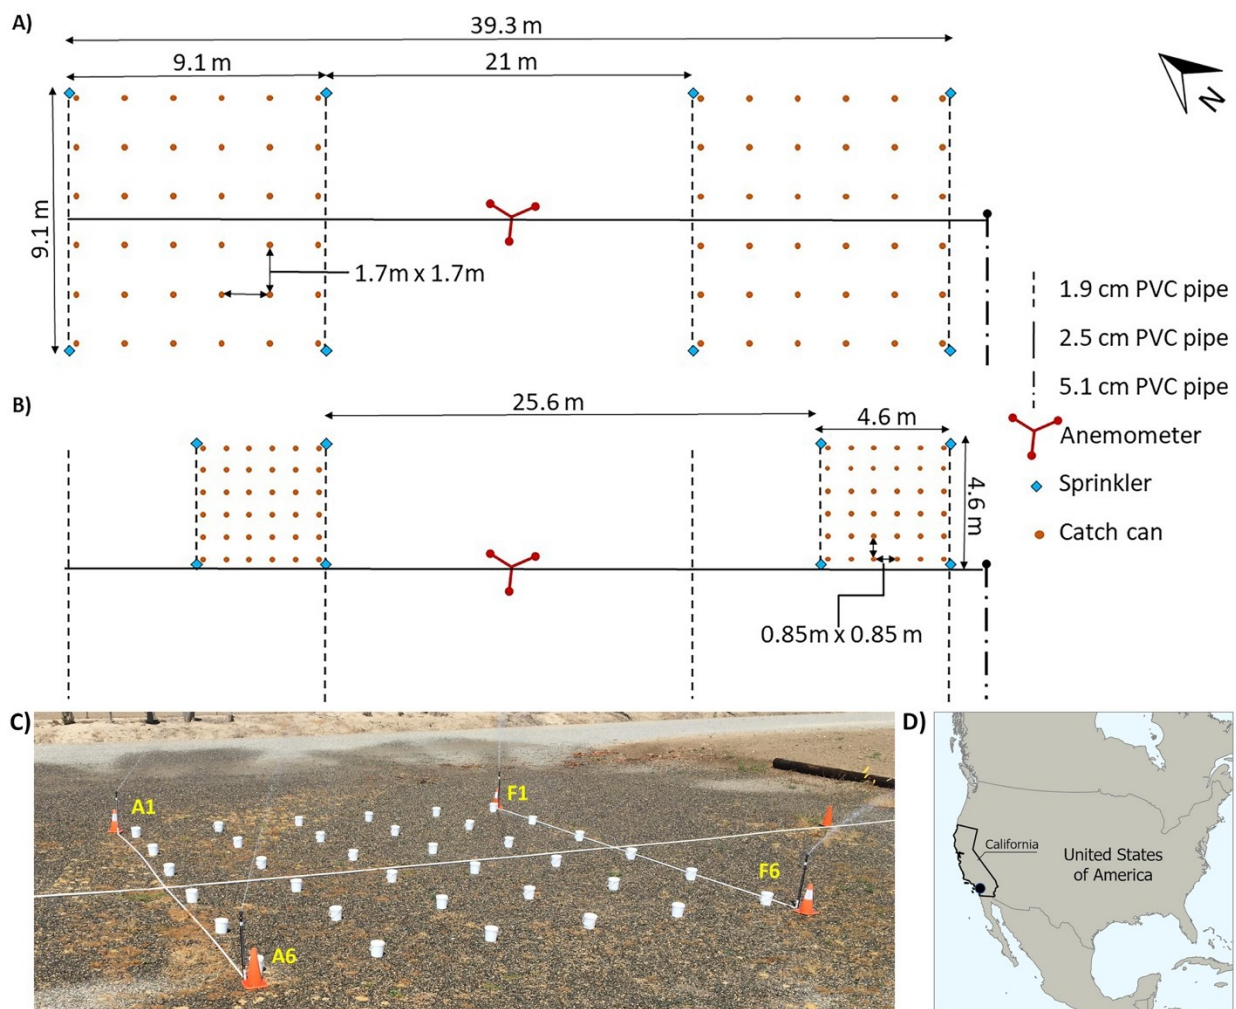 A)
39.3 m
9.1 m
21 m
N
9.1 m
1.7m x 1.7m
1.9 cm PVC pipe
2.5 cm PVC pipe
5.1 cm PVC pipe
Anemometer
Sprinkler
Catch can
B)
25.6 m
4.6 m
4.6 m
0.85m x 0.85 m
C)
A1
F1
F6
A6
D)
California
United States
of America